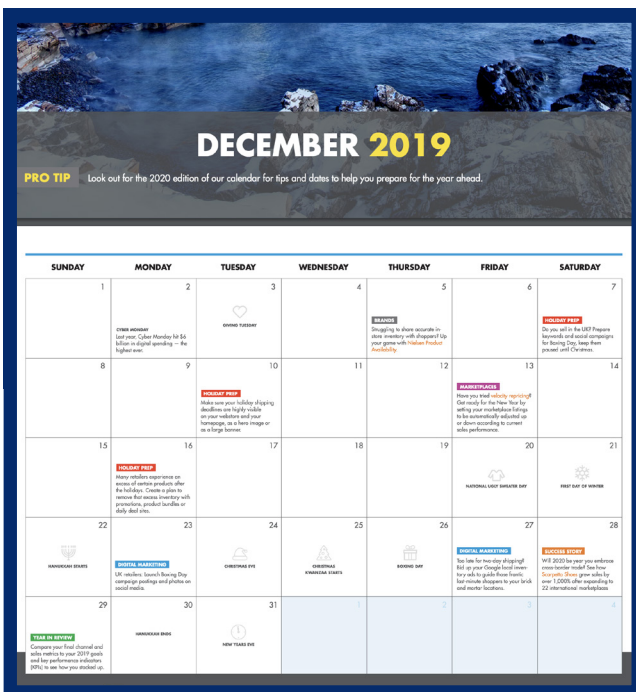 DECEMBER 2019
PRO TIP Look out for the 2020 edition of our calendar for tips and dates to help you prepare for the year ahead.
SUNDAY MONDAY TUESDAY WEDNESDAY THURSDAY FRIDAY SATURDAY
1
2
CYBER MONDAY
Last year, Cyber Monday hit $6
billion in digital spending — the
highest ever.
3
GIVING TUESDAY
4
5
BRANDS
Struggling to share accurate in-
store inventory with shoppers? Up
your game with Nielsen Product
Availability
6
7
HOLIDAY PREP
Do you sell in the UK? Prepare
keywords and social campaigns
for Boxing Day, keep them
paused until Christmas.
8
9
10
HOLIDAY PREP
Make sure your holiday shipping
deadlines are highly visible
on your webstore and your
homepage, as a hero image or
as a large banner.
11
12
13
MARKETPLACES
Have you tried velocity repricing?
Get ready for the New Year by
setting your marketplace listings
to be automatically adjusted up
or down according to current
sales performance.
14
15
16
HOLIDAY PREP
Many retailers experience an
excess of certain products after
the holidays. Create a plan to
remove that excess inventory with
promotions, product bundles or
daily deal sites.
17
18
19
20
NATIONAL UGLY SWEATER DAY
21
FIRST DAY OF WINTER
22
HANUKKAH STARTS
23
DIGITAL MARKETING
UK retailers: Launch Boxing Day
campaign postings and photos on
social media.
24
CHRISTMAS EVE
25
CHRISTMAS
KWANZAA STARTS
26
BOXING DAY
27
DIGITAL MARKETING
Too late for two-day shipping?
Bid up your Google local inven-
tory ads to guide those frantic
last-minute shoppers to your brick
and mortar locations.
28
SUCCESS STORY
Will 2020 be year you embrace
cross-border trade? See how
Scarpetta Shoes grew sales by
over 1,000% after expanding to
22 international marketplaces
29
YEAR IN REVIEW
Compare your final channel and
sales metrics to your 2019 goals
and key performance indicators
(KPIs) to see how you stacked up.
30
HANUKKAH ENDS
31
NEW YEARS EVE
1
2
3
4